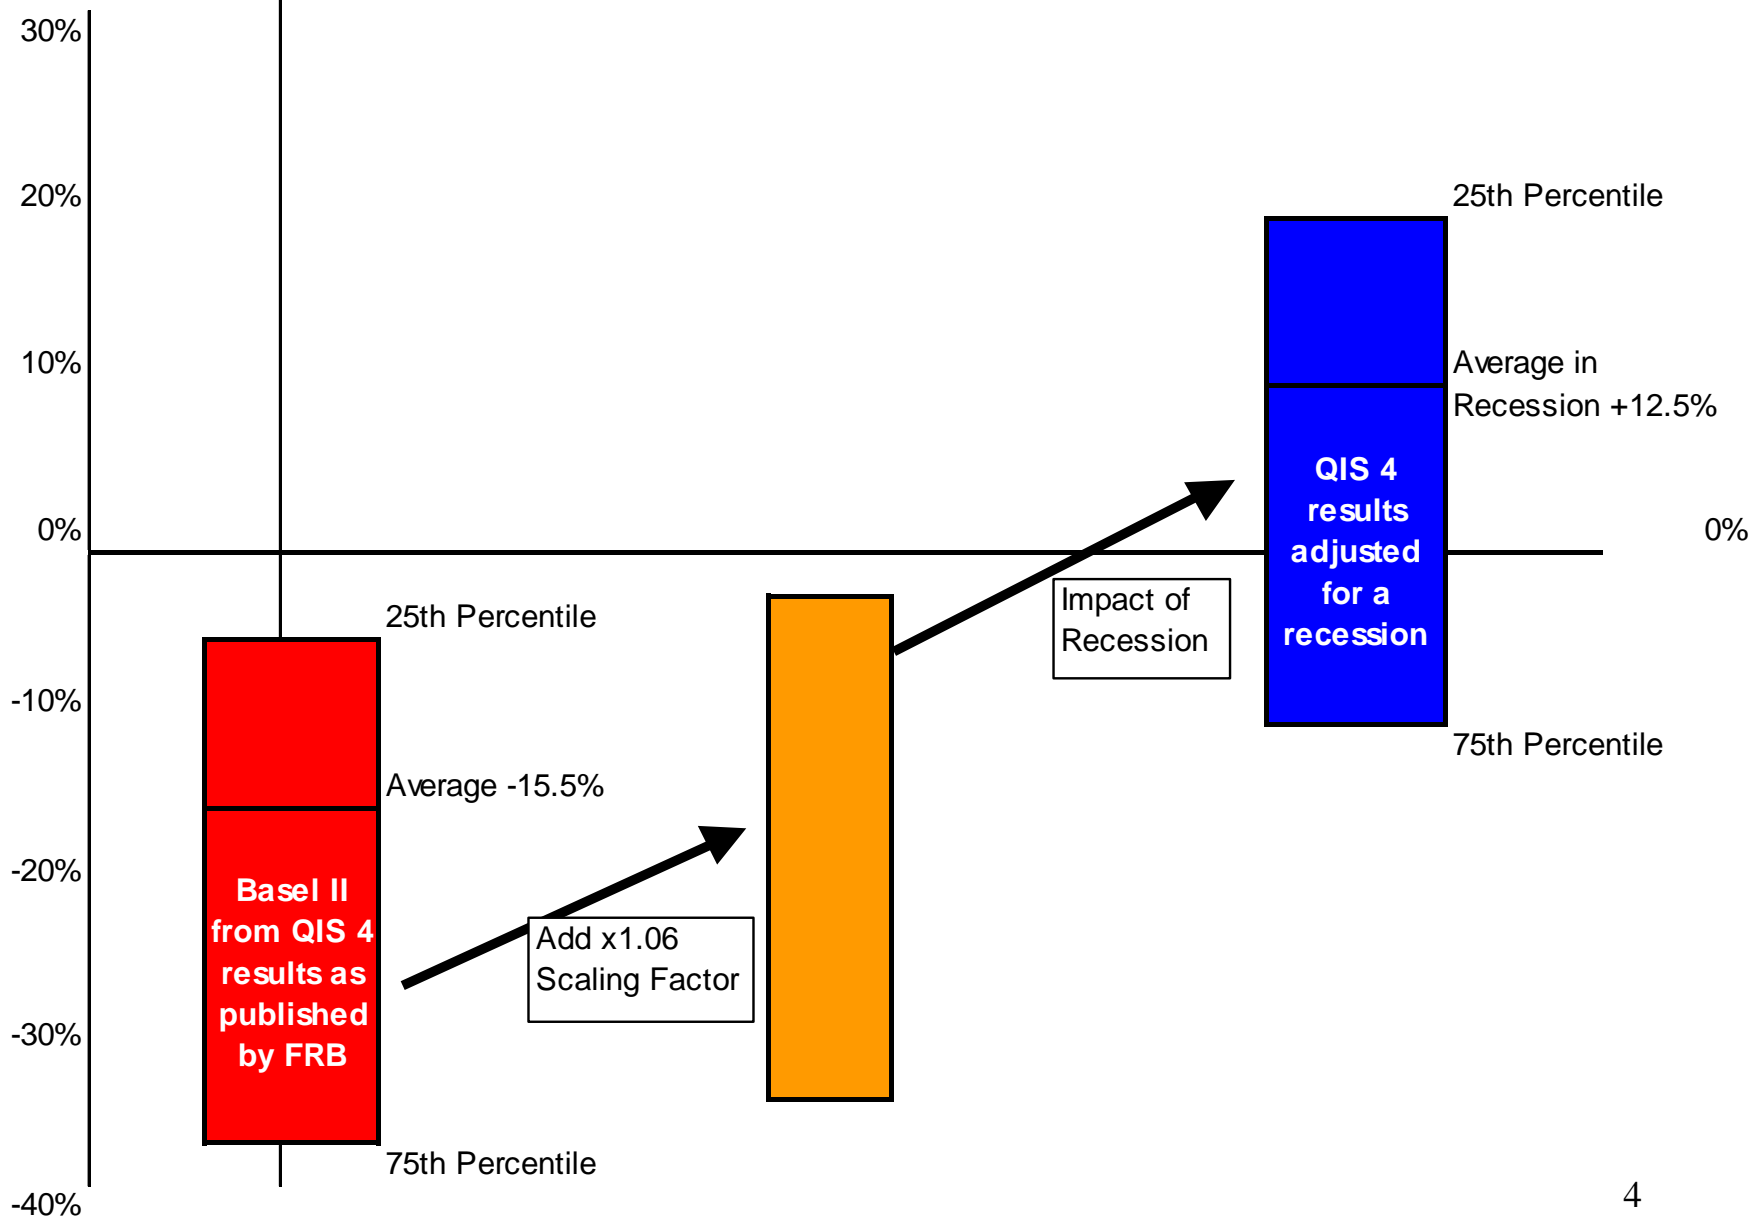 30%
20%
10%
0%
-10%
-20%
-30%
-40%
25th Percentile
Average -15.5%
Basel II
from QIS 4
results as
published
by FRB
75th Percentile
Add x1.06
Scaling Factor
Impact of
Recession
25th Percentile
Average in
Recession +12.5%
QIS 4
results
adjusted
for a
recession
75th Percentile
0%
4